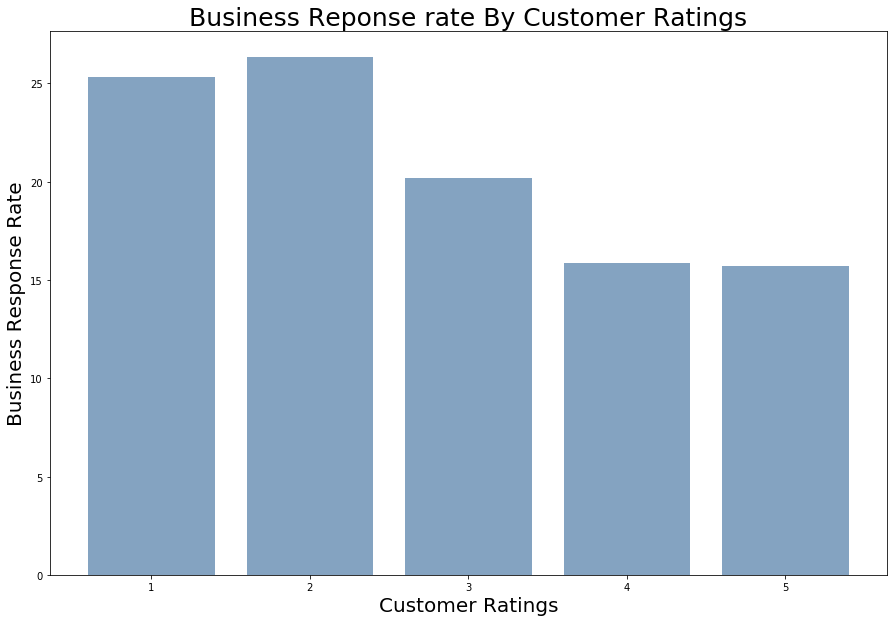 Business Reponse rate By Customer Ratings
Business Response Rate
25
20
15
10
5
0
1 2 3 4 5
Customer Ratings